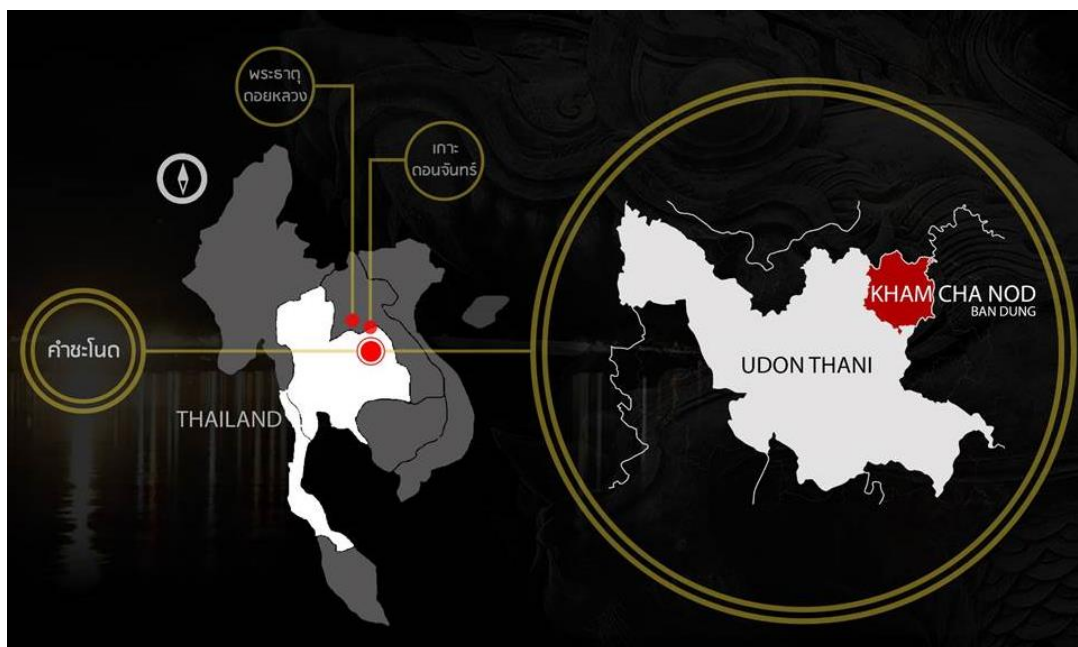 พระธาตุ
ดอยหลวง
เกาะ
ดอนจันทร์
คำชะโนด
THAILAND
KHAM CHA NOD
BAN DUNG
UDON THANI